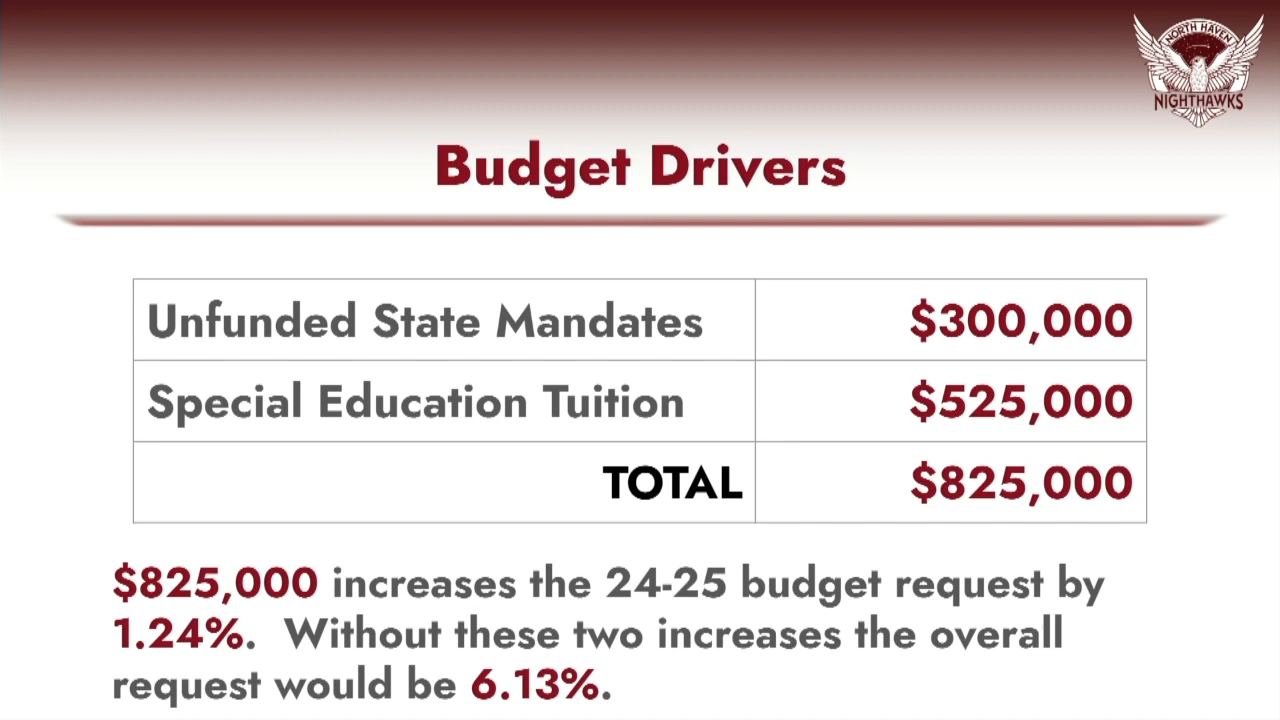 NORTH HAVEN
NIGHTHAWKS
Budget Drivers
Unfunded State Mandates $300,000
Special Education Tuition $525,000
TOTAL $825,000
$825,000 increases the 24-25 budget request by
1.24%. Without these two increases the overall
request would be 6.13%.